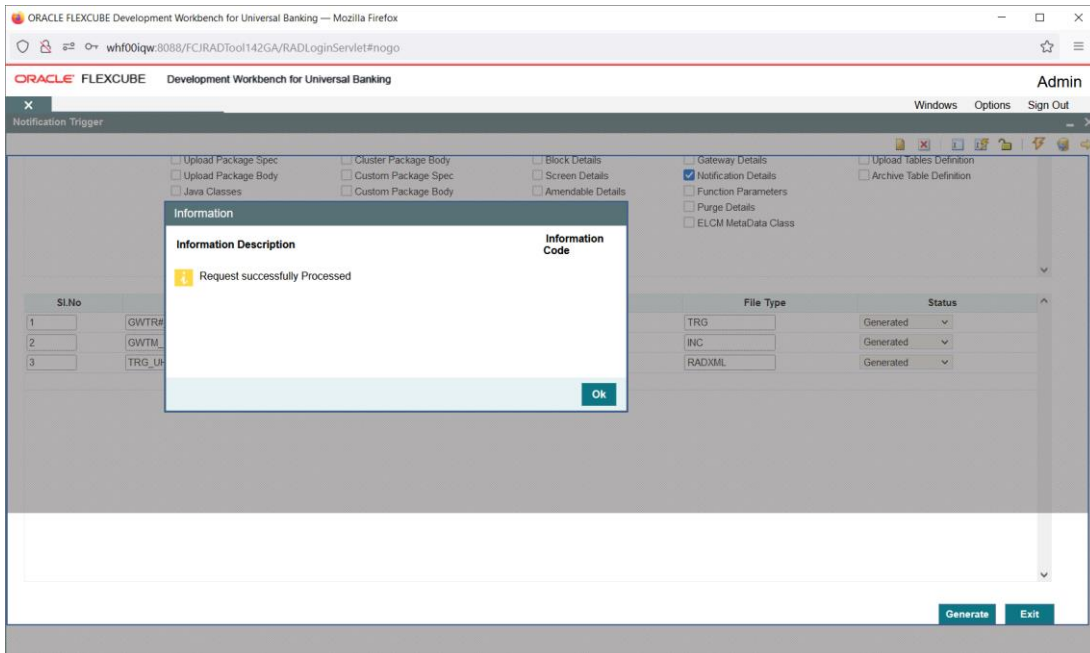 ORACLE FLEXCUBE Development Workbench for Universal Banking — Mozilla Firefox
whf00iqw:8088/FCJRADTool142GA/RADLoginServlet#nogo
ORACLE FLEXCUBE Development Workbench for Universal Banking Admin
Windows Options Sign Out
Notification Trigger
Upload Package Spec Cluster Package Body Block Details Gateway Details Upload Tables Definition
Upload Package Body Custom Package Spec Screen Details Notification Details Archive Table Definition
Java Classes Custom Package Body Amendable Details Function Parameters
Purge Details
ELCM MetaData Class
Information
Information Description Information Code
Request successfully Processed
Ok
Sl.No File Type Status
1 GWTR# TRG Generated
2 GWTM_ INC Generated
3 TRG_UH RADXML Generated
Generate Exit